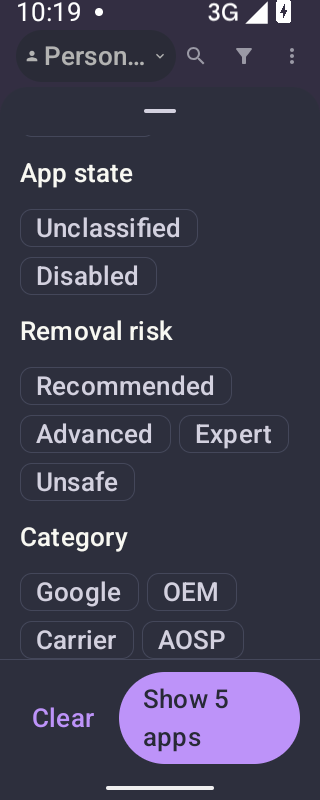 10:19
3G
Person...
App state
Unclassified
Disabled
Removal risk
Recommended
Advanced Expert
Unsafe
Category
Google OEM
Carrier AOSP
Clear
Show 5
apps